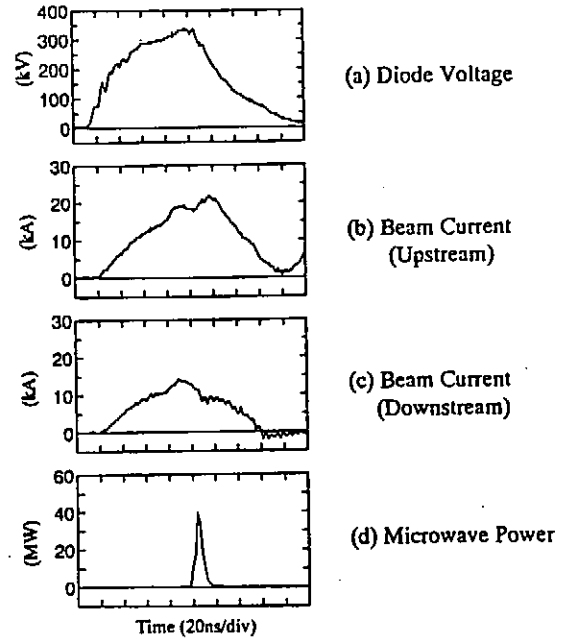 400
300
200
100
0
(kV)
(a) Diode Voltage
30
20
10
0
(kA)
(b) Beam Current
(Upstream)
30
20
10
0
(kA)
(c) Beam Current
(Downstream)
60
40
20
0
(MW)
(d) Microwave Power
Time (20ns/div)